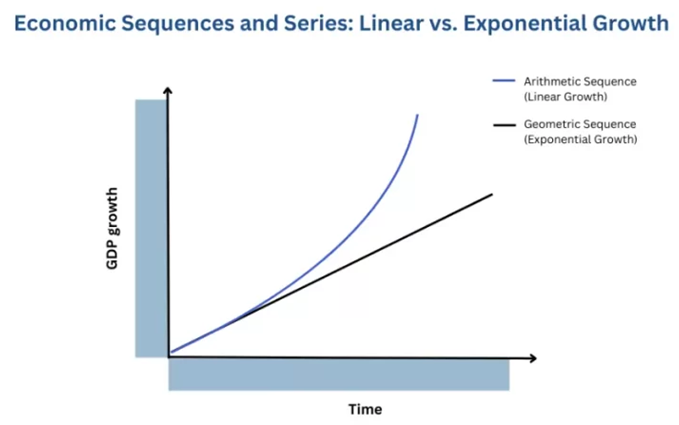 Economic Sequences and Series: Linear vs. Exponential Growth
Arithmetic Sequence
(Linear Growth)
Geometric Sequence
(Exponential Growth)
GDP growth
Time